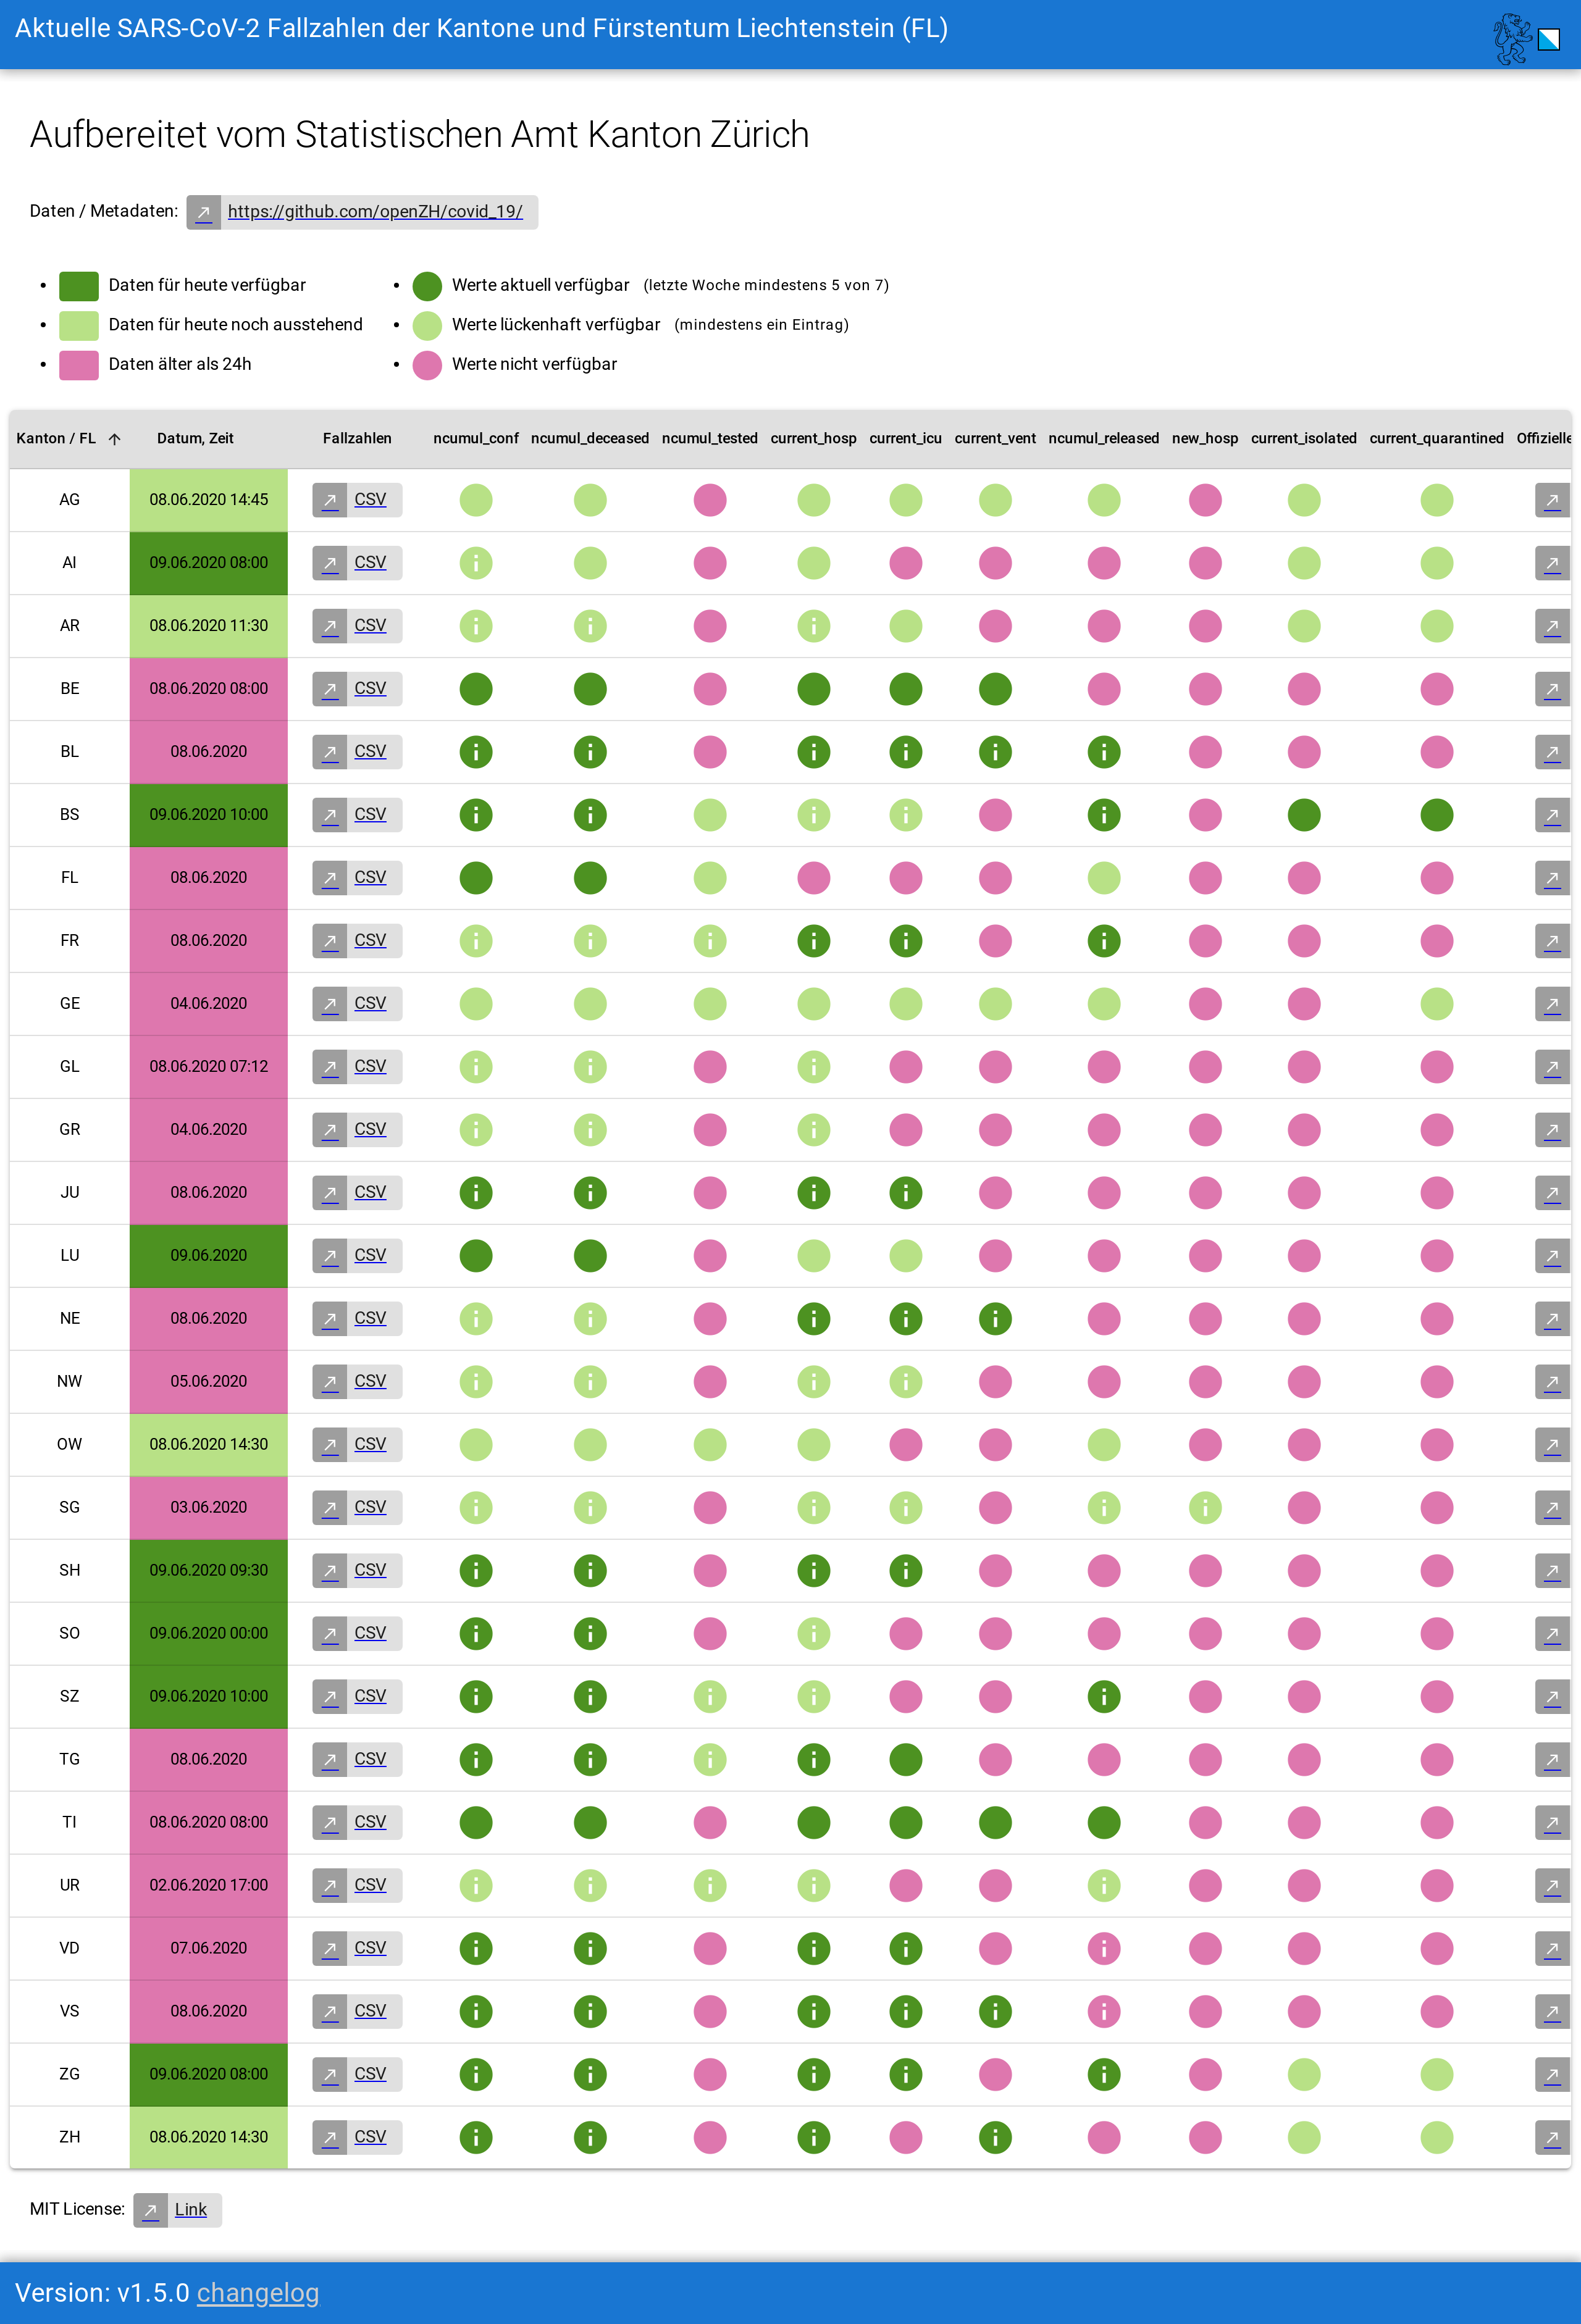 Aktuelle SARS-CoV-2 Fallzahlen der Kantone und Fürstentum Liechtenstein (FL)
Aufbereitet vom Statistischen Amt Kanton Zürich
Daten / Metadaten: https://github.com/openZH/covid_19/
Daten für heute verfügbar
Daten für heute noch ausstehend
Daten älter als 24h
Werte aktuell verfügbar (letzte Woche mindestens 5 von 7)
Werte lückenhaft verfügbar (mindestens ein Eintrag)
Werte nicht verfügbar
Kanton / FL Datum, Zeit Fallzahlen ncumul_conf ncumul_deceased ncumul_tested current_hosp current_icu current_vent ncumul_released new_hosp current_isolated current_quarantined Offizielle
AG 08.06.2020 14:45 CSV
AI 09.06.2020 08:00 CSV
AR 08.06.2020 11:30 CSV
BE 08.06.2020 08:00 CSV
BL 08.06.2020 CSV
BS 09.06.2020 10:00 CSV
FL 08.06.2020 CSV
FR 08.06.2020 CSV
GE 04.06.2020 CSV
GL 08.06.2020 07:12 CSV
GR 04.06.2020 CSV
JU 08.06.2020 CSV
LU 09.06.2020 CSV
NE 08.06.2020 CSV
NW 05.06.2020 CSV
OW 08.06.2020 14:30 CSV
SG 03.06.2020 CSV
SH 09.06.2020 09:30 CSV
SO 09.06.2020 00:00 CSV
SZ 09.06.2020 10:00 CSV
TG 08.06.2020 CSV
TI 08.06.2020 08:00 CSV
UR 02.06.2020 17:00 CSV
VD 07.06.2020 CSV
VS 08.06.2020 CSV
ZG 09.06.2020 08:00 CSV
ZH 08.06.2020 14:30 CSV
MIT License: Link
Version: v1.5.0 changelog